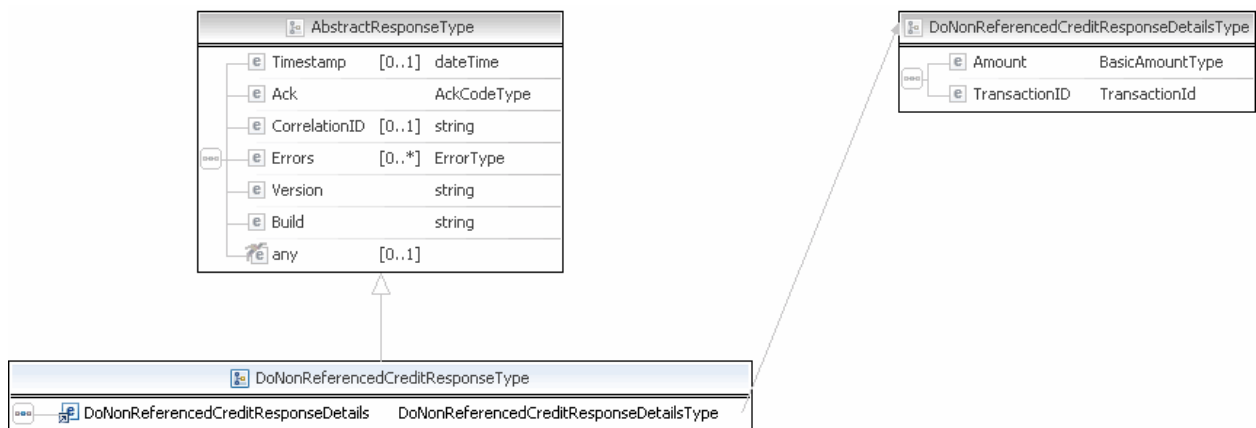 AbstractResponseType
e Timestamp [0..1] dateTime
e Ack AckCodeType
e CorrelationID [0..1] string
e Errors [0..*] ErrorType
e Version string
e Build string
e any [0..1]
DoNonReferencedCreditResponseDetailsType
e Amount BasicAmountType
e TransactionID TransactionId
DoNonReferencedCreditResponseType
e DoNonReferencedCreditResponseDetails DoNonReferencedCreditResponseDetailsType